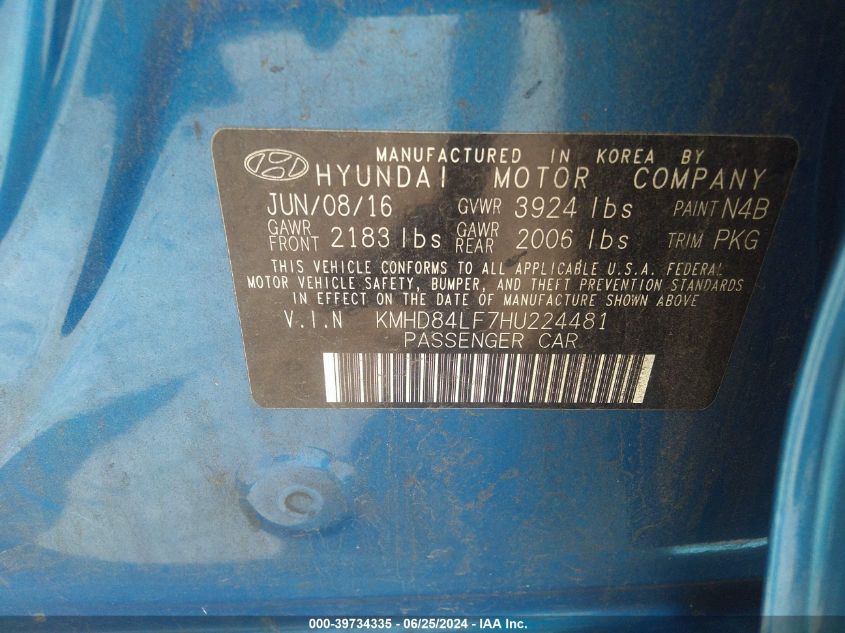 MANUFACTURED IN KOREA BY
HYUNDAI MOTOR COMPANY
JUN/08/16 GVWR 3924 lbs PAINT N4B
GAWR FRONT 2183 lbs GAWR REAR 2006 lbs TRIM PKG
THIS VEHICLE CONFORMS TO ALL APPLICABLE U.S.A. FEDERAL
MOTOR VEHICLE SAFETY, BUMPER, AND THEFT PREVENTION STANDARDS
IN EFFECT ON THE DATE OF MANUFACTURE SHOWN ABOVE
V.I.N KMHD84LF7HU224481
PASSENGER CAR
000-39734335 - 06/25/2024 - IAA Inc.